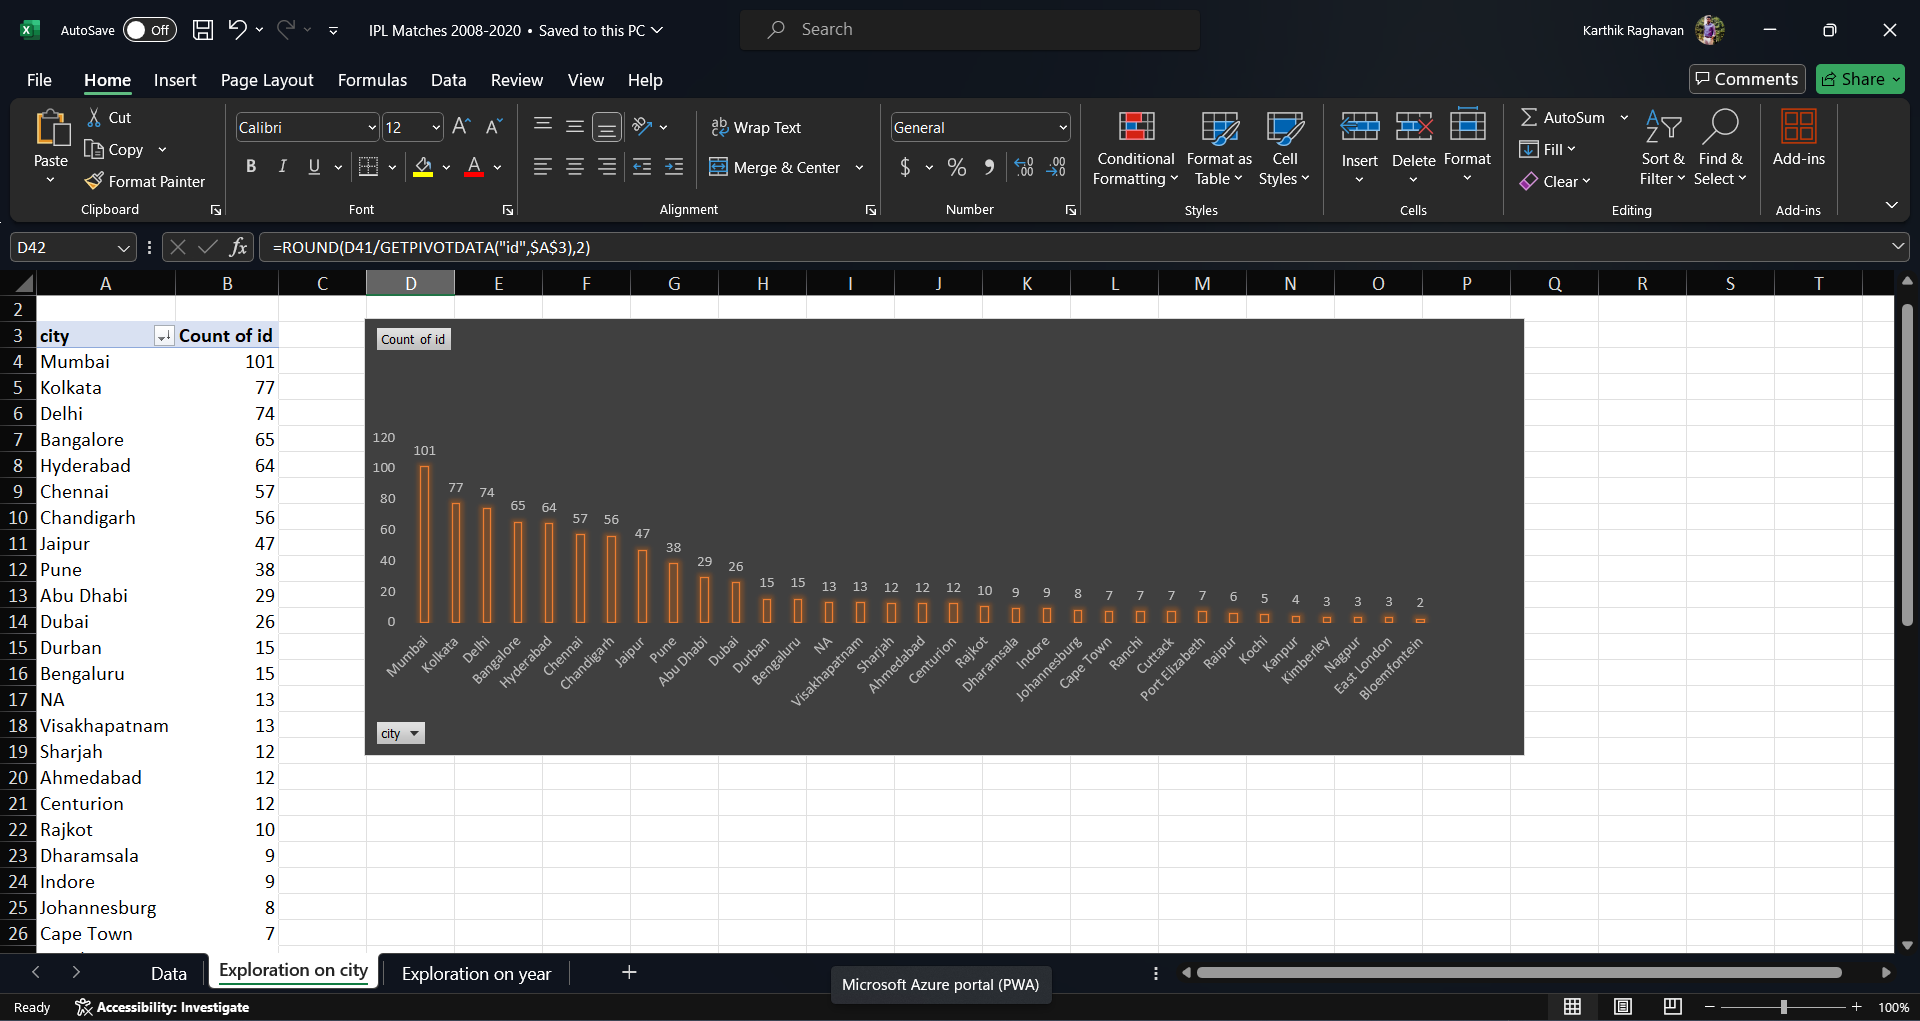 AutoSave Off IPL Matches 2008-2020 • Saved to this PC Search Karthik Raghavan
File Home Insert Page Layout Formulas Data Review View Help Comments Share
Paste
Cut
Copy
Format Painter
Clipboard
Calibri 12
B I U
Font
Wrap Text
Merge & Center
Alignment
General
$ % 9
Number
Conditional Formatting
Format as Table
Cell Styles
Styles
Insert Delete Format
Cells
AutoSum
Fill
Clear
Sort & Filter
Find & Select
Editing
Add-ins
Add-ins
D42 fx =ROUND(D41/GETPIVOTDATA("id",$A$3),2)
A B C D E F G H I J K L M N O P Q R S T
2
3 city Count of id
4 Mumbai 101
5 Kolkata 77
6 Delhi 74
7 Bangalore 65
8 Hyderabad 64
9 Chennai 57
10 Chandigarh 56
11 Jaipur 47
12 Pune 38
13 Abu Dhabi 29
14 Dubai 26
15 Durban 15
16 Bengaluru 15
17 NA 13
18 Visakhapatnam 13
19 Sharjah 12
20 Ahmedabad 12
21 Centurion 12
22 Rajkot 10
23 Dharamsala 9
24 Indore 9
25 Johannesburg 8
26 Cape Town 7
Count of id
120
100
80
60
40
20
0
101 77 74 65 64 57 56 47 38 29 26 15 15 13 13 12 12 12 10 9 9 8 7 7 7 7 6 5 4 3 3 3 2
Mumbai Kolkata Delhi Bangalore Hyderabad Chennai Chandigarh Jaipur Pune Abu Dhabi Dubai Durban Bengaluru NA Visakhapatnam Sharjah Ahmedabad Centurion Rajkot Dharamsala Indore Johannesburg Cape Town Ranchi Cuttack Port Elizabeth Raipur Kochi Kanpur Kimberley Nagpur East London Bloemfontein
city
Data Exploration on city Exploration on year
Microsoft Azure portal (PWA)
Ready Accessibility: Investigate 100%